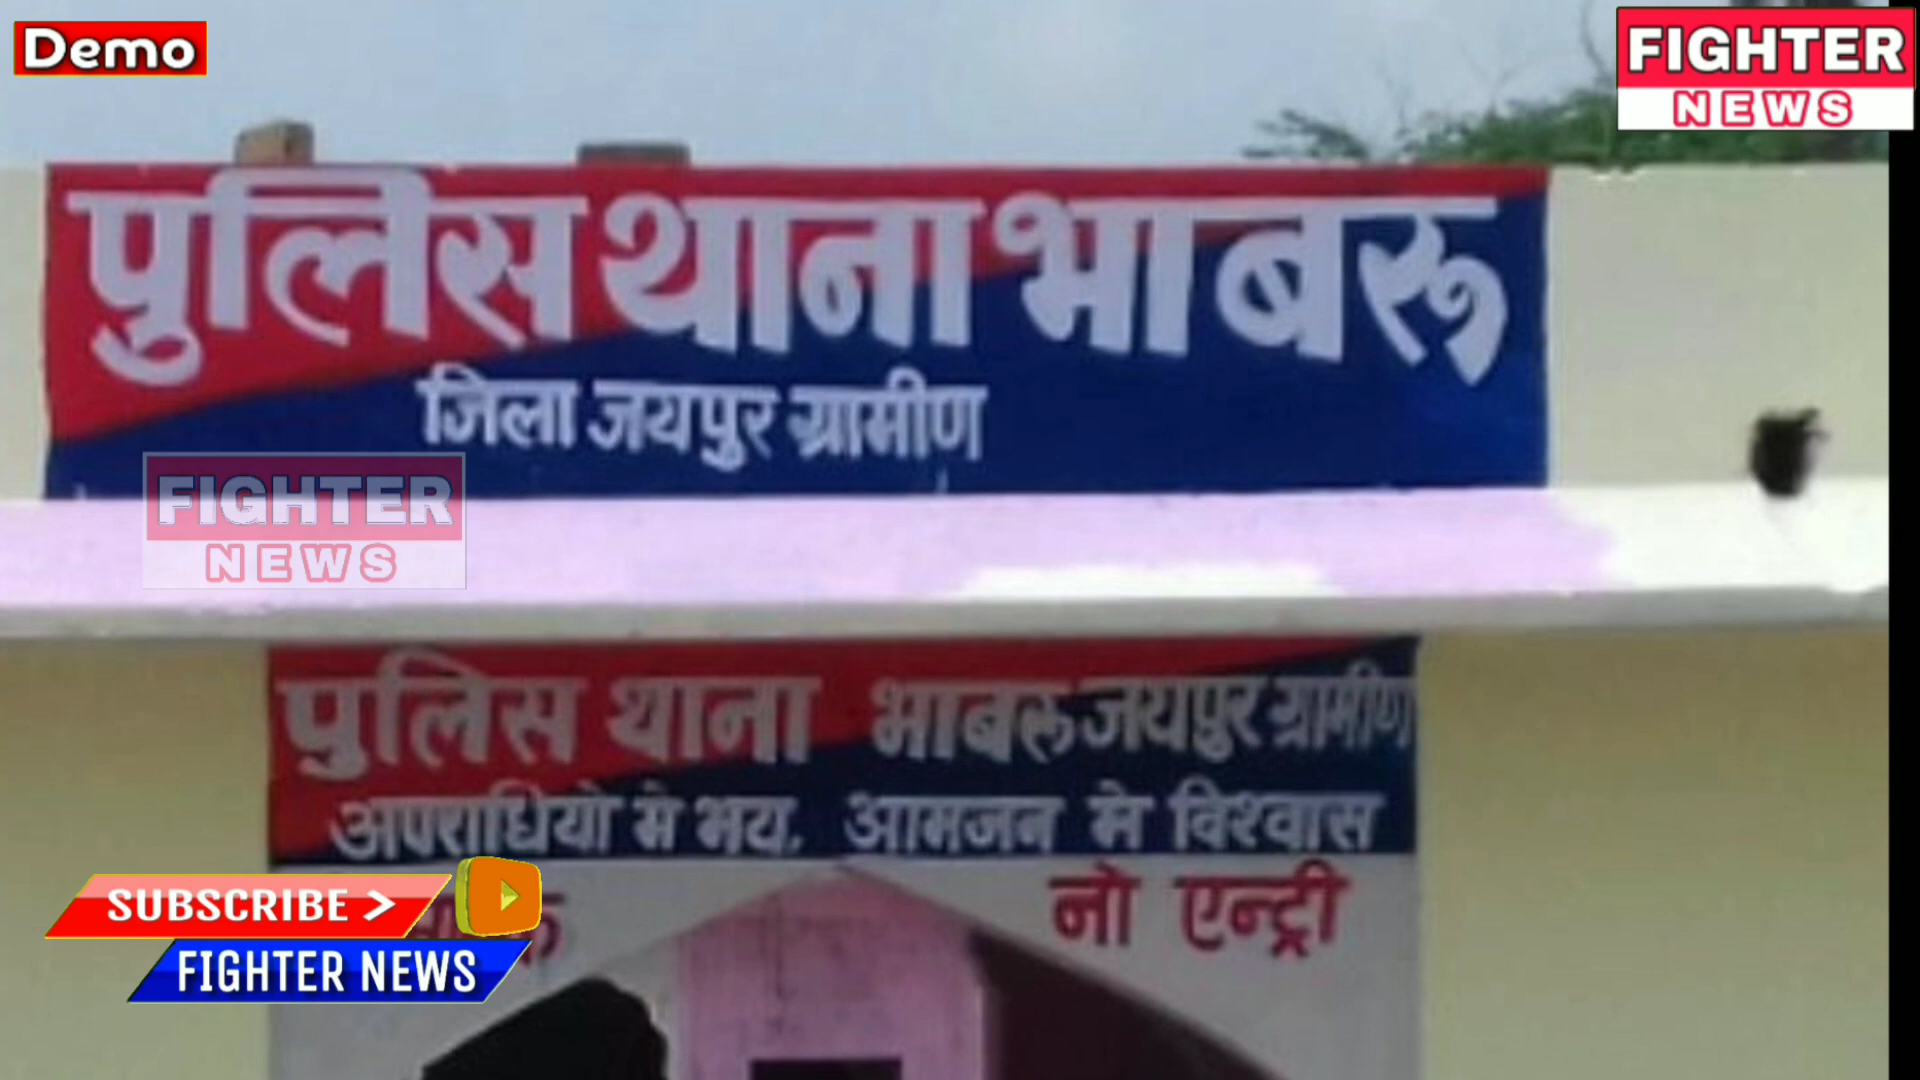 Demo
FIGHTER
NEWS
पुलिस थाना भाबरू
जिला जयपुर ग्रामीण
FIGHTER
NEWS
पुलिस थाना भाबरू जयपुर ग्रामीण
अपराधियो मे भय, आमजन मे विश्वास
SUBSCRIBE >
नो एन्ट्री
FIGHTER NEWS